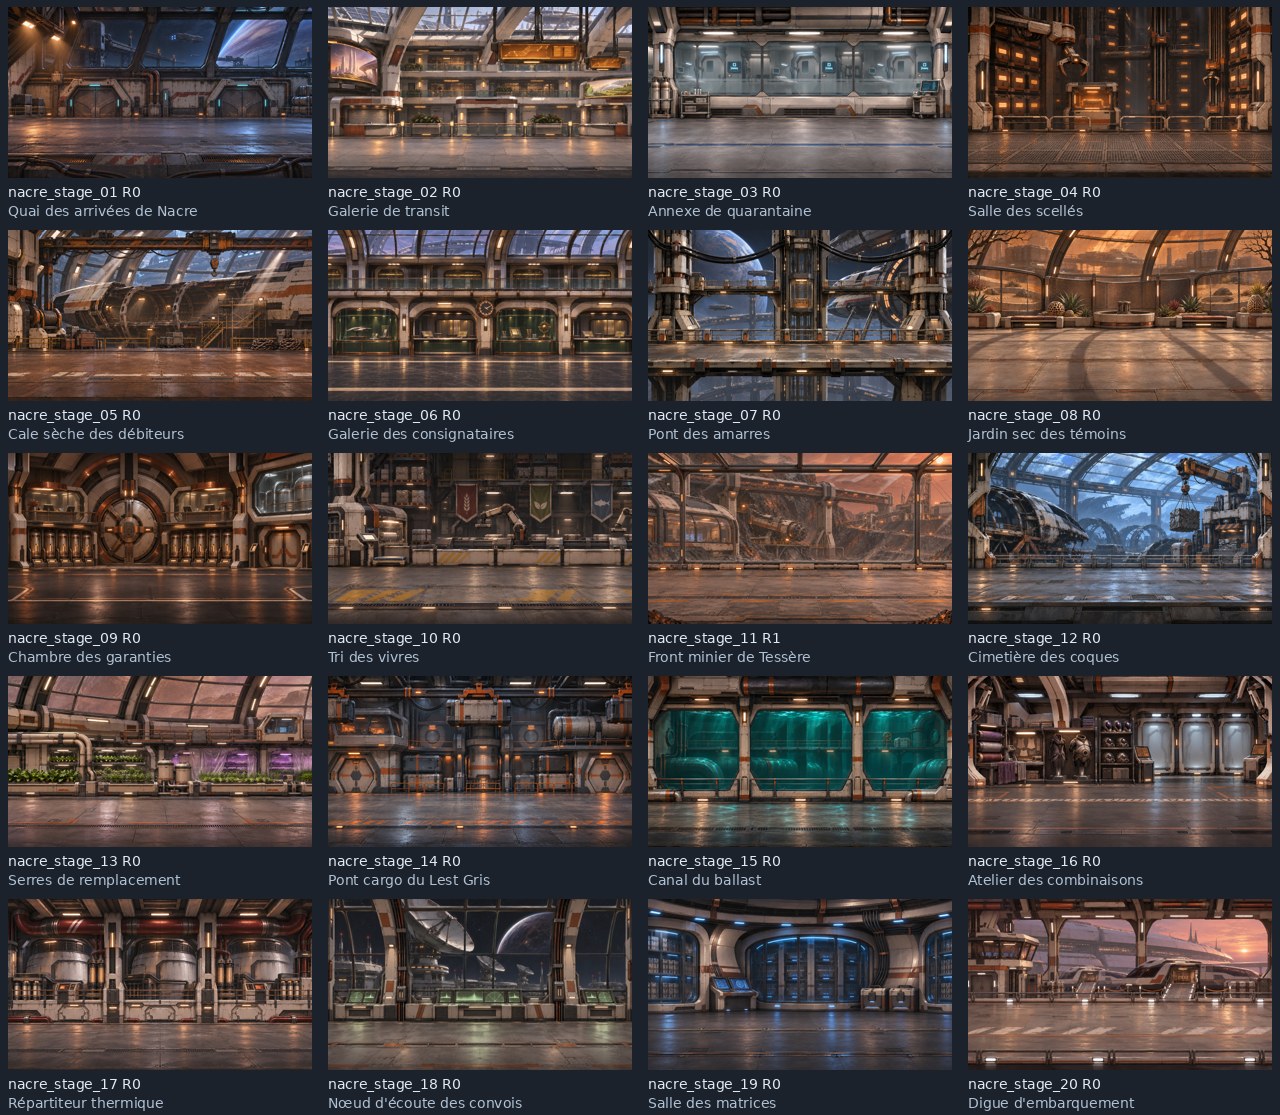 nacre_stage_01 R0
Quai des arrivées de Nacre
nacre_stage_02 R0
Galerie de transit
nacre_stage_03 R0
Annexe de quarantaine
nacre_stage_04 R0
Salle des scellés
nacre_stage_05 R0
Cale sèche des débiteurs
nacre_stage_06 R0
Galerie des consignataires
nacre_stage_07 R0
Pont des amarres
nacre_stage_08 R0
Jardin sec des témoins
nacre_stage_09 R0
Chambre des garanties
nacre_stage_10 R0
Tri des vivres
nacre_stage_11 R1
Front minier de Tessère
nacre_stage_12 R0
Cimetière des coques
nacre_stage_13 R0
Serres de remplacement
nacre_stage_14 R0
Pont cargo du Lest Gris
nacre_stage_15 R0
Canal du ballast
nacre_stage_16 R0
Atelier des combinaisons
nacre_stage_17 R0
Répartiteur thermique
nacre_stage_18 R0
Nœud d'écoute des convois
nacre_stage_19 R0
Salle des matrices
nacre_stage_20 R0
Digue d'embarquement